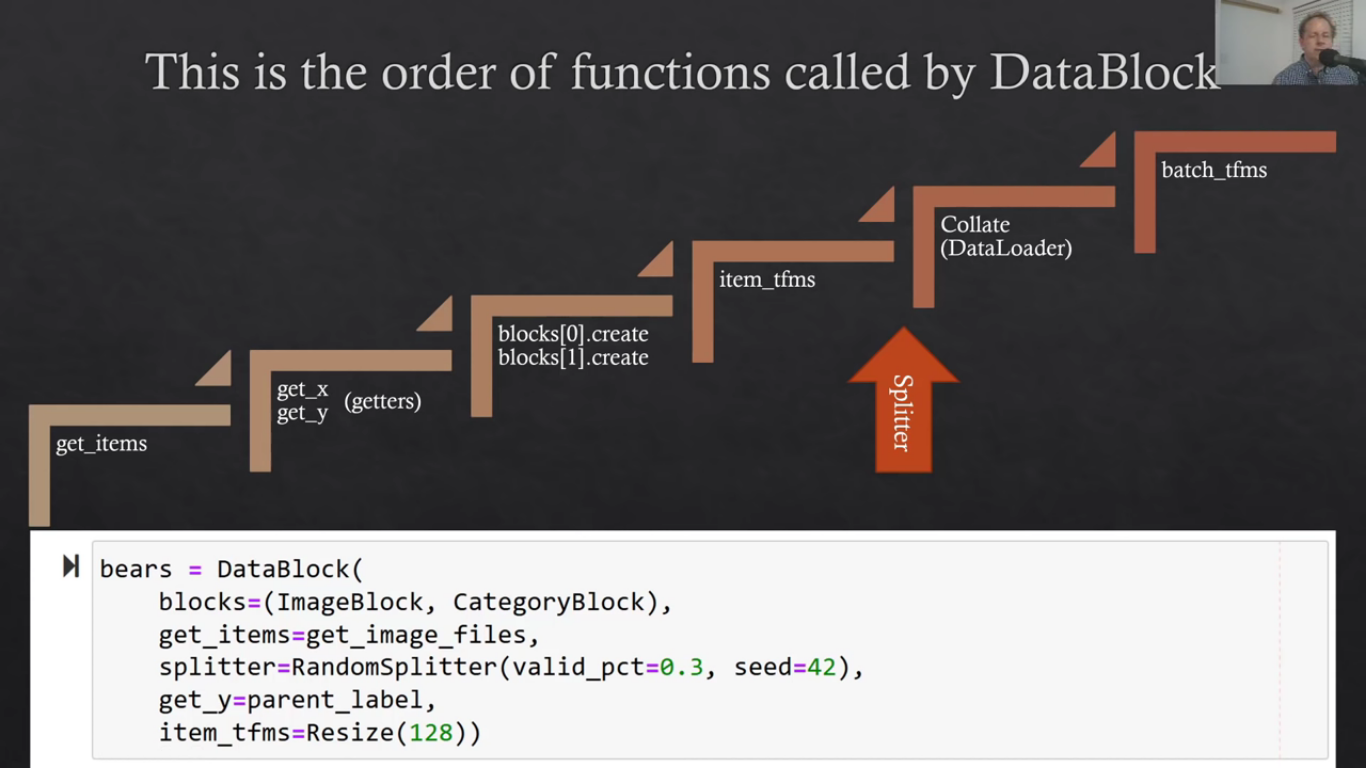 This is the order of functions called by DataBlock
batch_tfms
Collate
(DataLoader)
item_tfms
blocks[0].create
blocks[1].create
get_x
get_y (getters)
get_items
Splitter
bears = DataBlock(
    blocks=(ImageBlock, CategoryBlock),
    get_items=get_image_files,
    splitter=RandomSplitter(valid_pct=0.3, seed=42),
    get_y=parent_label,
    item_tfms=Resize(128))